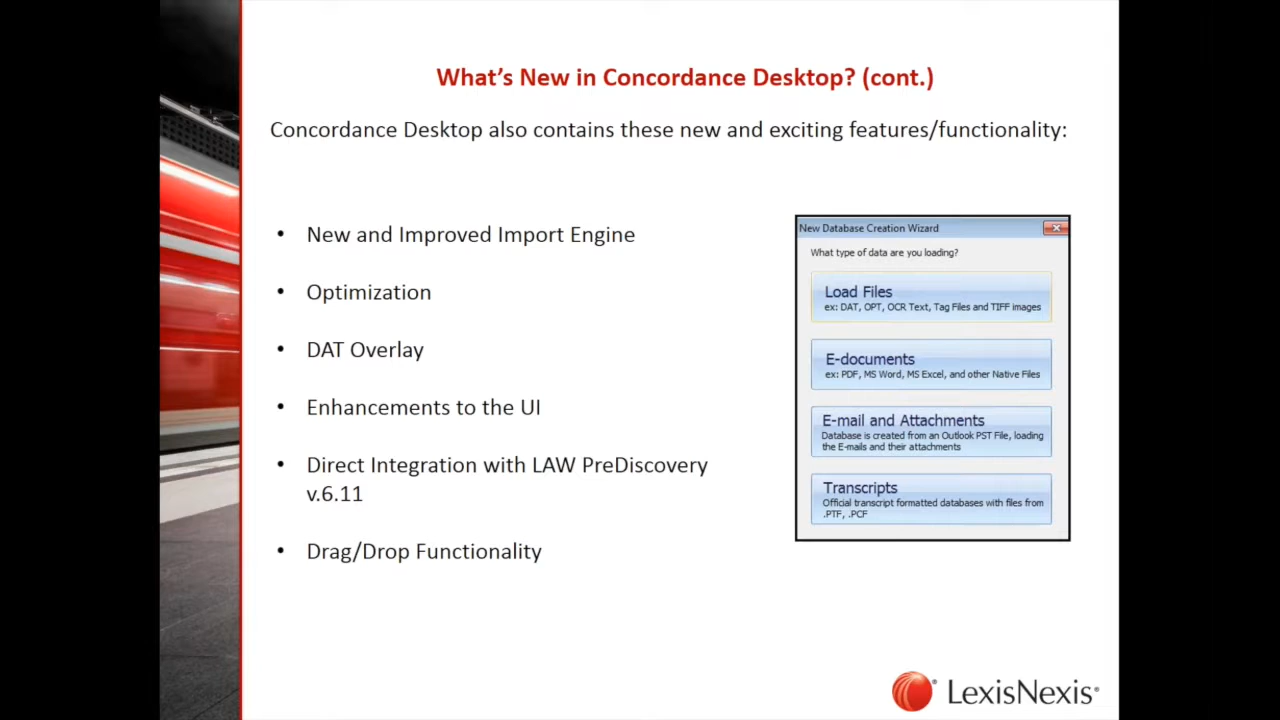 What's New in Concordance Desktop? (cont.)
Concordance Desktop also contains these new and exciting features/functionality:
• New and Improved Import Engine
• Optimization
• DAT Overlay
• Enhancements to the UI
• Direct Integration with LAW PreDiscovery
v.6.11
• Drag/Drop Functionality
New Database Creation Wizard
What type of data are you loading?
Load Files
ex: DAT, OPT, OCR Text, Tag Files and TIFF images
E-documents
ex: PDF, MS Word, MS Excel, and other Native Files
E-mail and Attachments
Database is created from an Outlook PST File, loading
the E-mails and their attachments
Transcripts
Official transcript formatted databases with files from
.PTF, .PCF
LexisNexis®